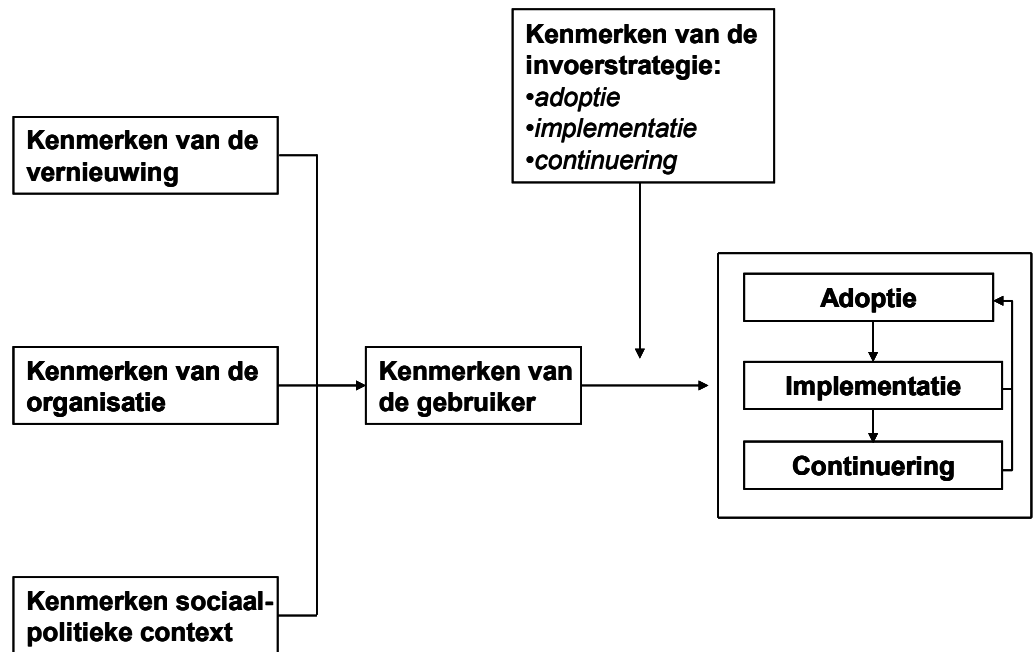 Kenmerken van de
invoerstrategie:
•adoptie
•implementatie
•continuering
Kenmerken van de
vernieuwing
Kenmerken van de
organisatie
Kenmerken sociaal-
politieke context
Kenmerken van
de gebruiker
Adoptie
Implementatie
Continuering